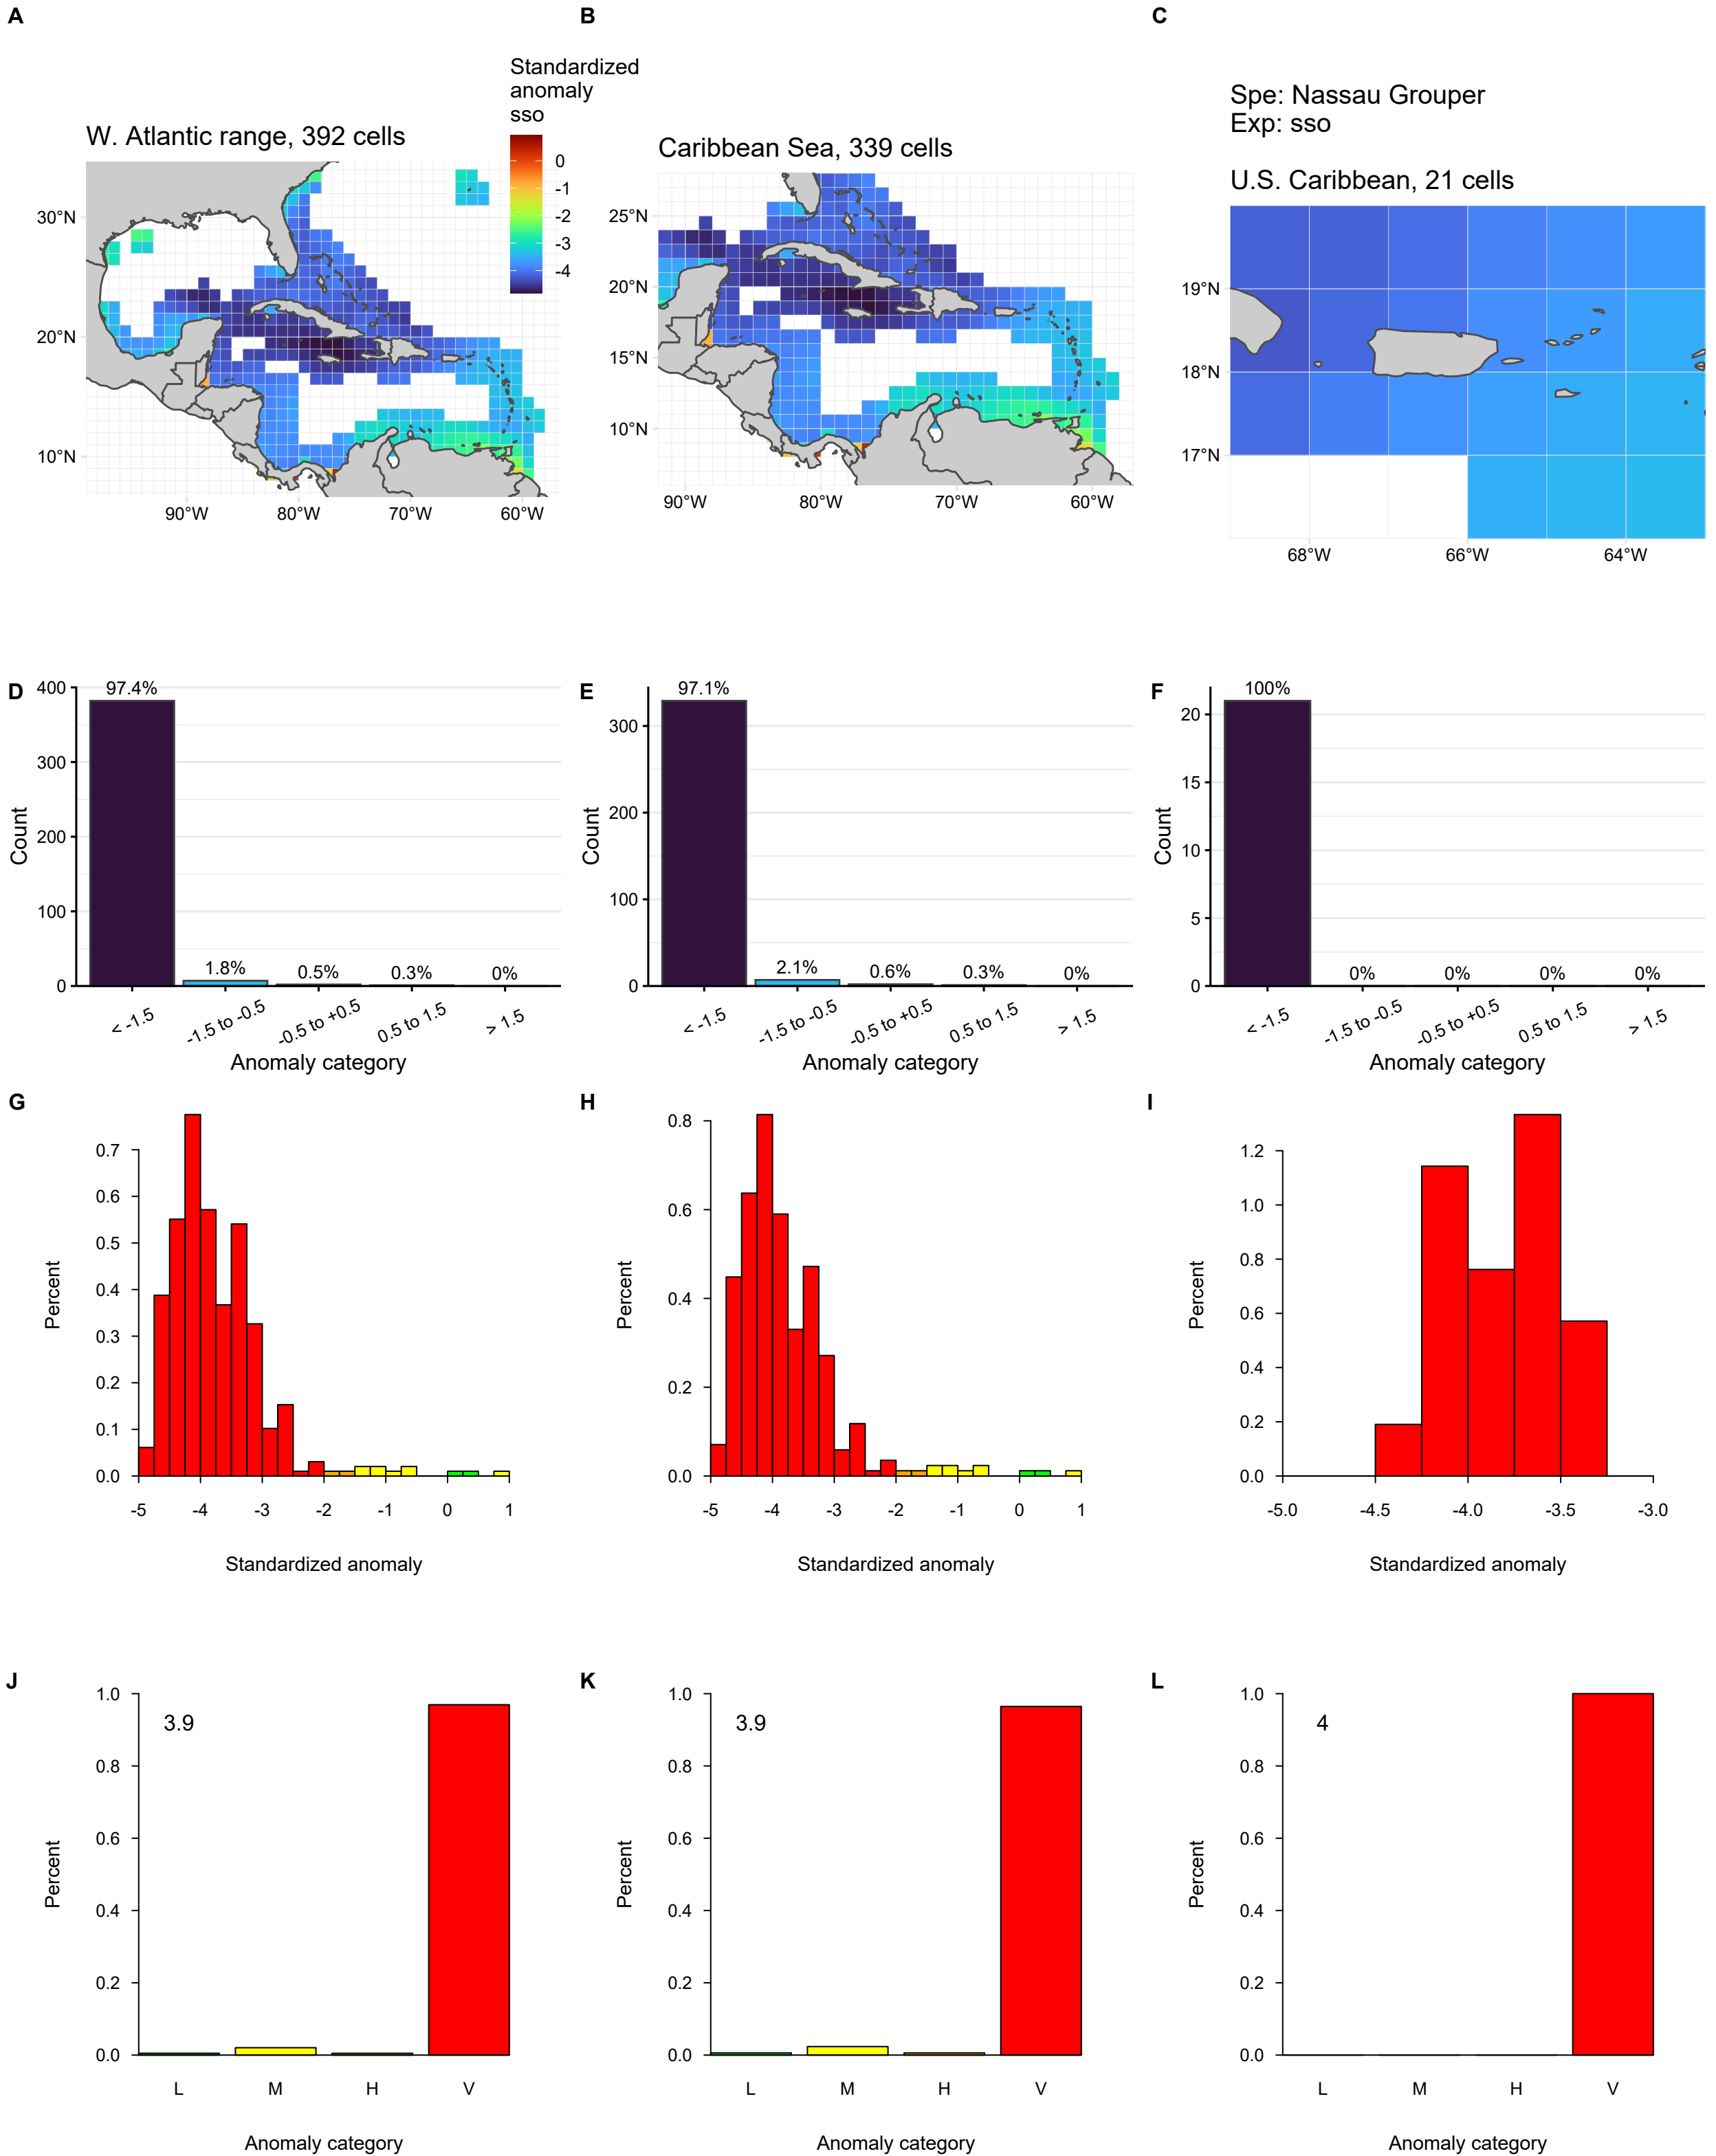 A
B
C
Standardized
anomaly
sso
0
-1
-2
-3
-4
W. Atlantic range, 392 cells
30°N
20°N
10°N
90°W 80°W 70°W 60°W
Caribbean Sea, 339 cells
25°N
20°N
15°N
10°N
90°W 80°W 70°W 60°W
Spe: Nassau Grouper
Exp: sso
U.S. Caribbean, 21 cells
19°N
18°N
17°N
68°W 66°W 64°W
D
Count
400
300
200
100
0
97.4% 1.8% 0.5% 0.3% 0%
< -1.5 -1.5 to -0.5 -0.5 to +0.5 0.5 to 1.5 > 1.5
Anomaly category
E
Count
300
200
100
0
97.1% 2.1% 0.6% 0.3% 0%
< -1.5 -1.5 to -0.5 -0.5 to +0.5 0.5 to 1.5 > 1.5
Anomaly category
F
Count
20
15
10
5
0
100% 0% 0% 0% 0%
< -1.5 -1.5 to -0.5 -0.5 to +0.5 0.5 to 1.5 > 1.5
Anomaly category
G
Percent
0.7
0.6
0.5
0.4
0.3
0.2
0.1
0.0
-5 -4 -3 -2 -1 0 1
Standardized anomaly
H
Percent
0.8
0.6
0.4
0.2
0.0
-5 -4 -3 -2 -1 0 1
Standardized anomaly
I
Percent
1.2
1.0
0.8
0.6
0.4
0.2
0.0
-5.0 -4.5 -4.0 -3.5 -3.0
Standardized anomaly
J
3.9
Percent
1.0
0.8
0.6
0.4
0.2
0.0
L M H V
Anomaly category
K
3.9
Percent
1.0
0.8
0.6
0.4
0.2
0.0
L M H V
Anomaly category
L
4
Percent
1.0
0.8
0.6
0.4
0.2
0.0
L M H V
Anomaly category